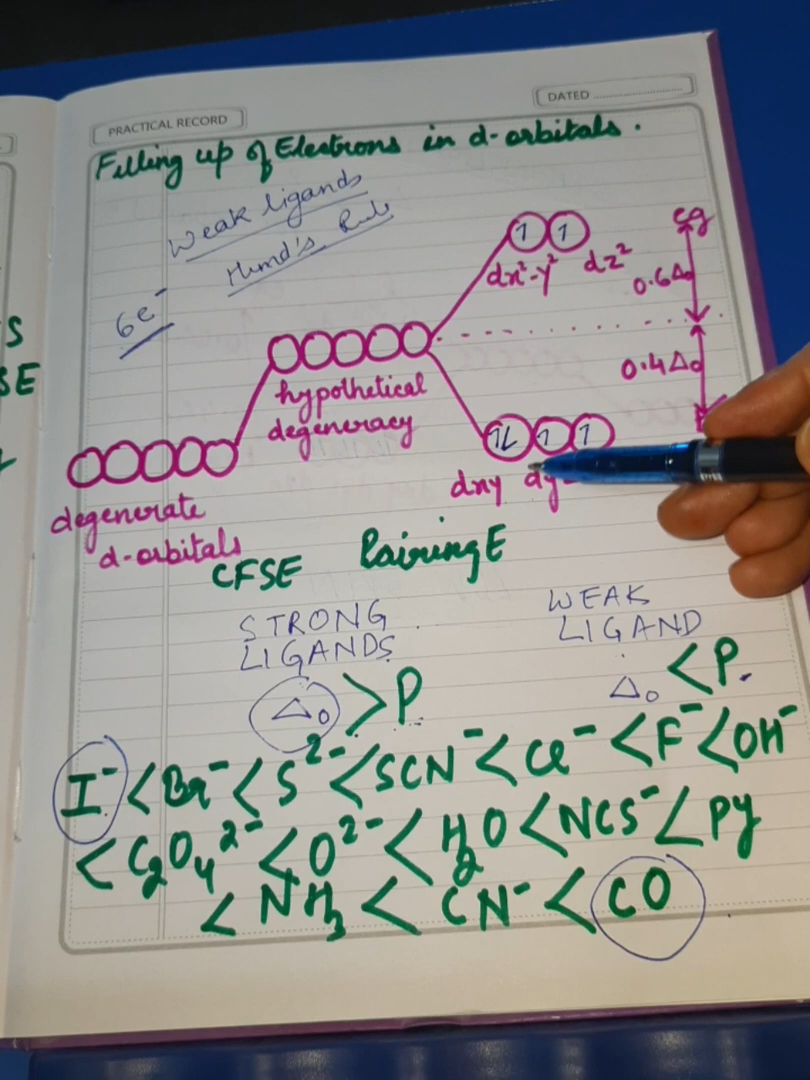 PRACTICAL RECORD
DATED
Filling up of Electrons in d-orbitals.
Weak ligands
Hund's Rule
6e⁻
eg
dx²-y² dz²
0.6Δo
hypothetical
degeneracy
0.4Δo
1L 1 1
dxy
degenerate
d-orbitals
CFSE PairingE
STRONG
LIGANDS
WEAK
LIGAND
Δo > P
Δo < P.
I⁻ < Br⁻ < S²⁻ < SCN⁻ < Cl⁻ < F⁻ < OH⁻
< C₂O₄²⁻ < O²⁻ < H₂O < NCS⁻ < PY
< NH₃ < CN⁻ < CO
S
SE